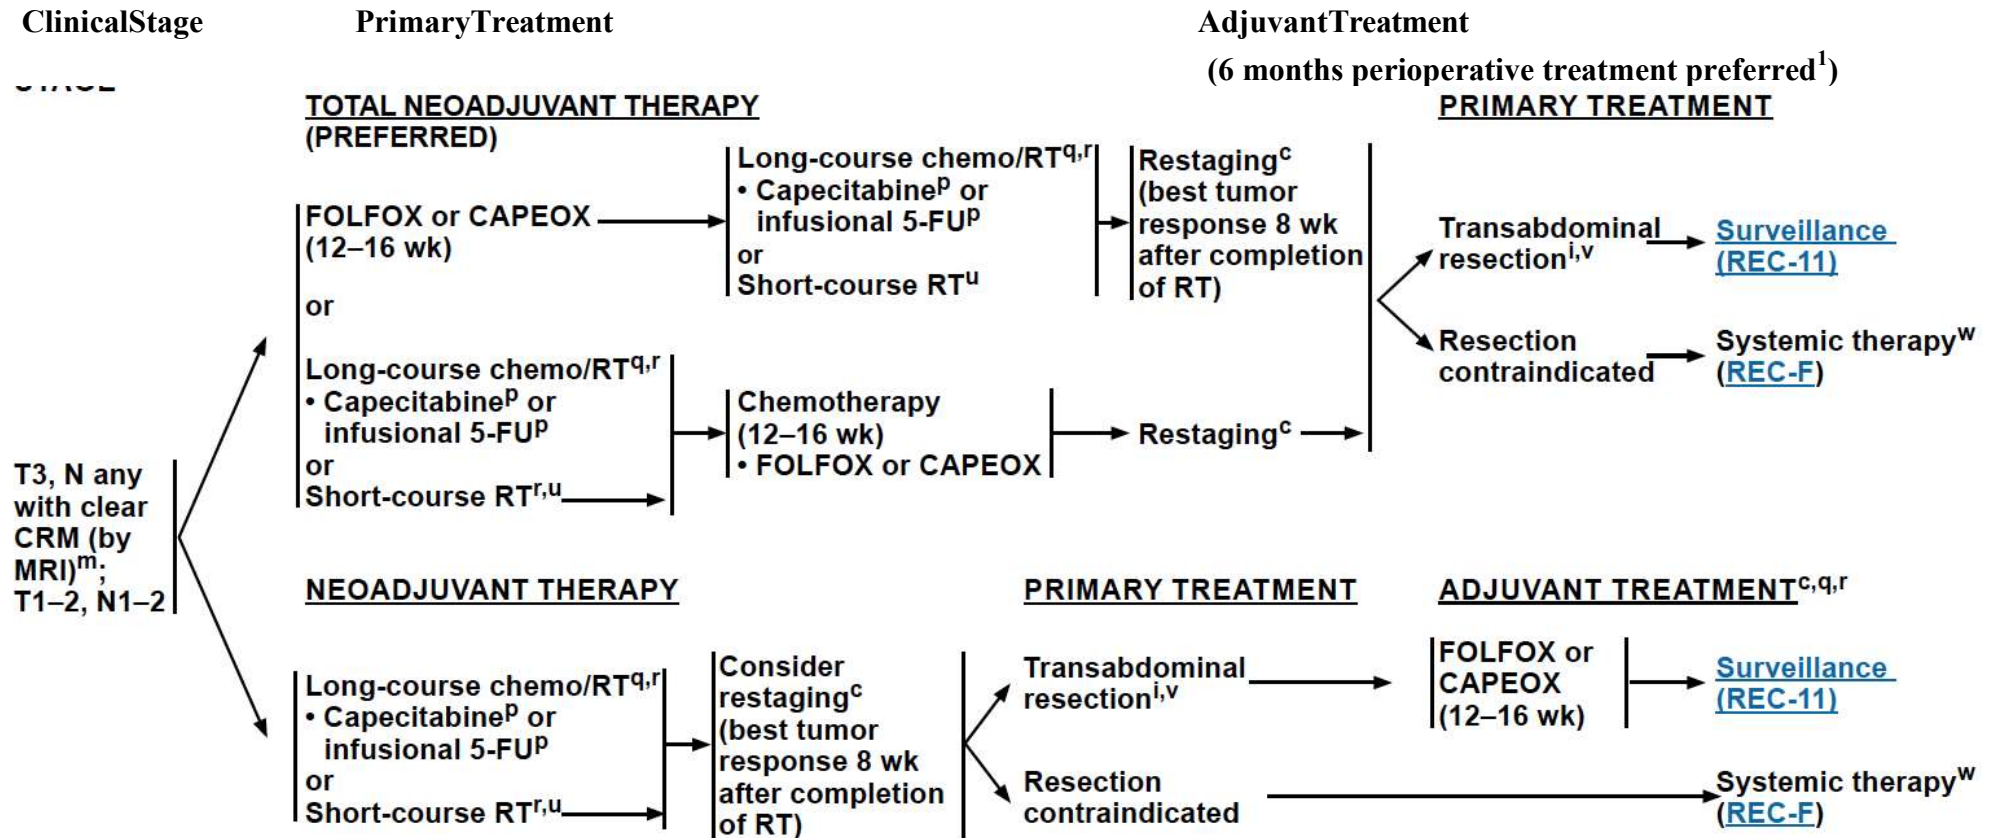 ClinicalStage
PrimaryTreatment
AdjuvantTreatment
(6 months perioperative treatment preferred1)
TOTAL NEOADJUVANT THERAPY
(PREFERRED)
PRIMARY TREATMENT
FOLFOX or CAPEOX
(12–16 wk)
or
Long-course chemo/RTq,r
• Capecitabinep or
infusional 5-FUp
or
Short-course RTr,u
Long-course chemo/RTq,r
• Capecitabinep or
infusional 5-FUp
or
Short-course RTu
Restagingc
(best tumor
response 8 wk
after completion
of RT)
Chemotherapy
(12–16 wk)
• FOLFOX or CAPEOX
Restagingc
Transabdominal
resectioni,v
Surveillance
(REC-11)
Resection
contraindicated
Systemic therapyw
(REC-F)
T3, N any
with clear
CRM (by
MRI)m;
T1–2, N1–2
NEOADJUVANT THERAPY
PRIMARY TREATMENT
ADJUVANT TREATMENTc,q,r
Long-course chemo/RTq,r
• Capecitabinep or
infusional 5-FUp
or
Short-course RTr,u
Consider
restagingc
(best tumor
response 8 wk
after completion
of RT)
Transabdominal
resectioni,v
FOLFOX or
CAPEOX
(12–16 wk)
Surveillance
(REC-11)
Resection
contraindicated
Systemic therapyw
(REC-F)